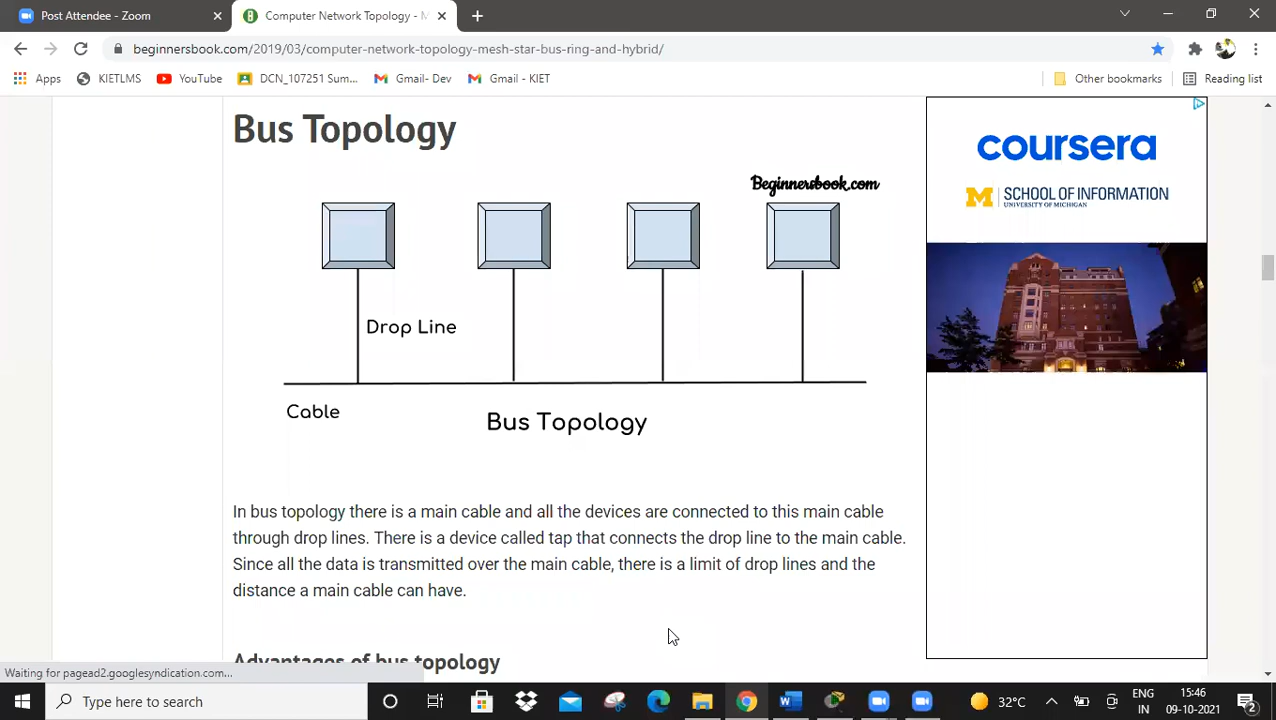 Post Attendee - Zoom
Computer Network Topology - M
beginnersbook.com/2019/03/computer-network-topology-mesh-star-bus-ring-and-hybrid/
Apps
KIETLMS
YouTube
DCN_107251 Sum...
Gmail- Dev
Gmail - KIET
Other bookmarks
Reading list
Bus Topology
Beginnersbook.com
Drop Line
Cable
Bus Topology
In bus topology there is a main cable and all the devices are connected to this main cable
through drop lines. There is a device called tap that connects the drop line to the main cable.
Since all the data is transmitted over the main cable, there is a limit of drop lines and the
distance a main cable can have.
Advantages of bus topology
coursera
M SCHOOL OF INFORMATION
UNIVERSITY OF MICHIGAN
Waiting for pagead2.googlesyndication.com...
Type here to search
32°C
ENG
IN
15:46
09-10-2021
2